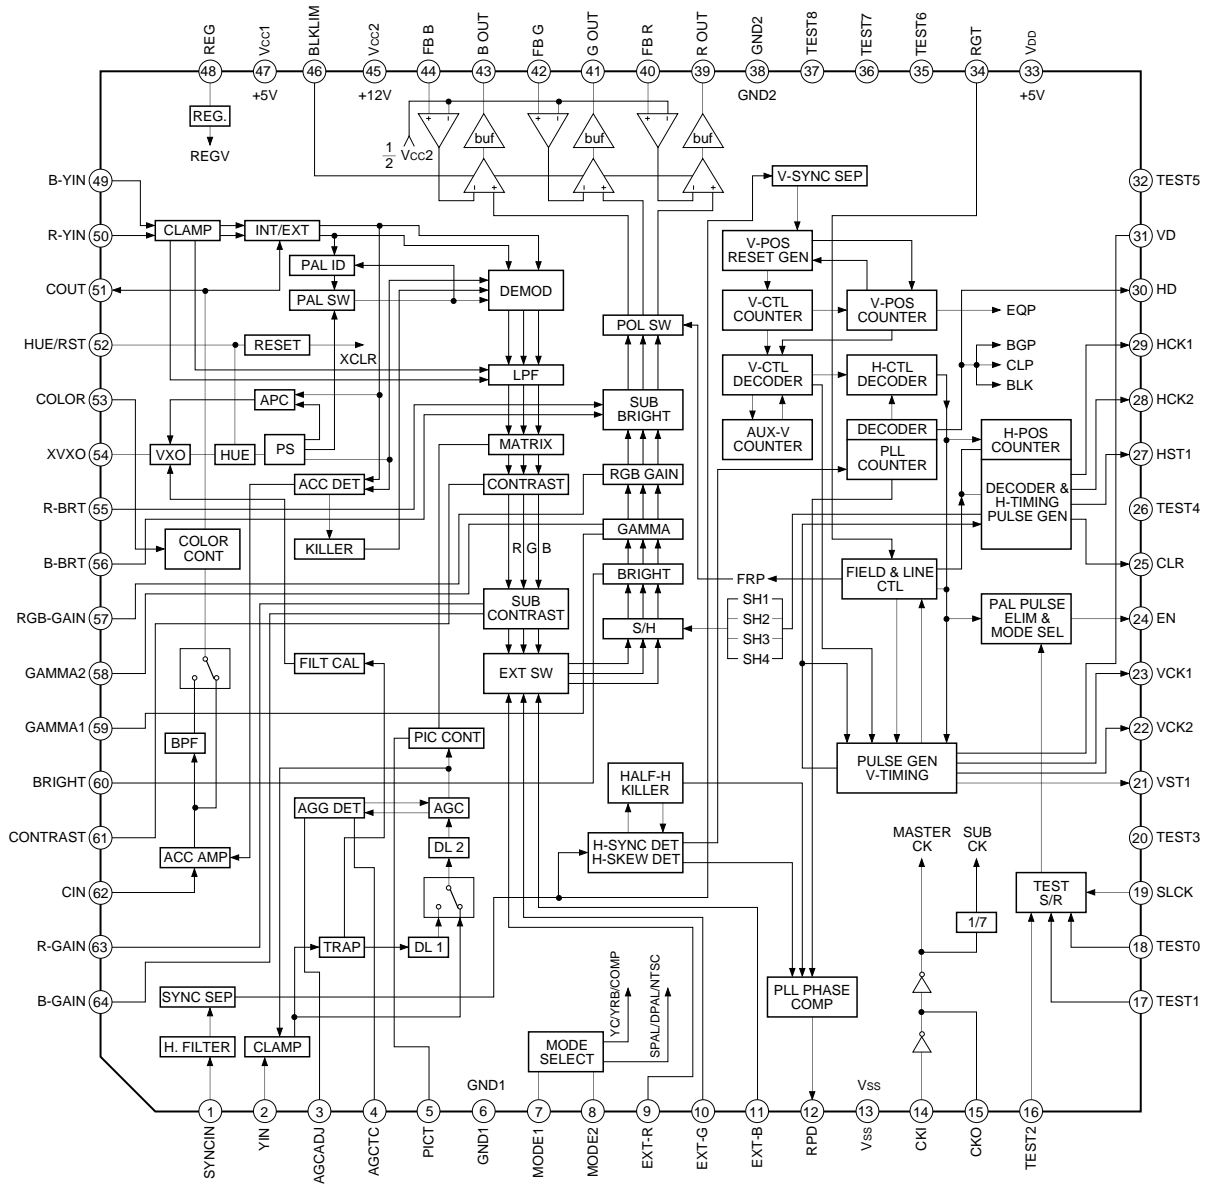 REG
VCC1
BLKLIM
VCC2
FB B
B OUT
FB G
G OUT
FB R
R OUT
GND2
TEST8
TEST7
TEST6
RGT
VDD
48
47
46
45
44
43
42
41
40
39
38
37
36
35
34
33
+5V
+12V
GND2
+5V
REG.
REGV
1/2 VCC2
buf
buf
buf
B-YIN
49
R-YIN
50
COUT
51
HUE/RST
52
COLOR
53
XVXO
54
R-BRT
55
B-BRT
56
RGB-GAIN
57
GAMMA2
58
GAMMA1
59
BRIGHT
60
CONTRAST
61
CIN
62
R-GAIN
63
B-GAIN
64
CLAMP
INT/EXT
PAL ID
PAL SW
DEMOD
RESET
XCLR
LPF
APC
VXO
HUE
PS
MATRIX
ACC DET
CONTRAST
COLOR
CONT
KILLER
R G B
SUB
CONTRAST
EXT SW
FILT CAL
BPF
PIC CONT
AGG DET
AGC
DL 2
ACC AMP
TRAP
DL 1
SYNC SEP
H. FILTER
CLAMP
POL SW
SUB
BRIGHT
RGB GAIN
GAMMA
BRIGHT
S/H
FRP
SH1
SH2
SH3
SH4
HALF-H
KILLER
H-SYNC DET
H-SKEW DET
V-SYNC SEP
V-POS
RESET GEN
V-CTL
COUNTER
V-POS
COUNTER
EQP
V-CTL
DECODER
H-CTL
DECODER
BGP
CLP
BLK
AUX-V
COUNTER
DECODER
PLL
COUNTER
H-POS
COUNTER
DECODER &
H-TIMING
PULSE GEN
FIELD & LINE
CTL
PAL PULSE
ELIM &
MODE SEL
PULSE GEN
V-TIMING
MASTER
CK
SUB
CK
1/7
TEST
S/R
PLL PHASE
COMP
MODE
SELECT
YC/YRB/COMP
SPAL/DPAL/NTSC
32 TEST5
31 VD
30 HD
29 HCK1
28 HCK2
27 HST1
26 TEST4
25 CLR
24 EN
23 VCK1
22 VCK2
21 VST1
20 TEST3
19 SLCK
18 TEST0
17 TEST1
GND1
VSS
1
2
3
4
5
6
7
8
9
10
11
12
13
14
15
16
SYNCIN
YIN
AGCADJ
AGCTC
PICT
GND1
MODE1
MODE2
EXT-R
EXT-G
EXT-B
RPD
VSS
CKI
CKO
TEST2